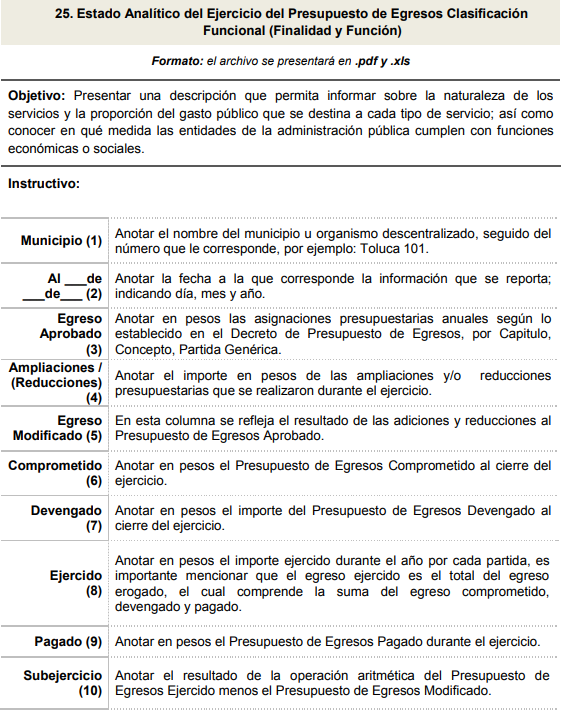 25. Estado Analítico del Ejercicio del Presupuesto de Egresos Clasificación
Funcional (Finalidad y Función)
Formato: el archivo se presentará en .pdf y .xls
Objetivo: Presentar una descripción que permita informar sobre la naturaleza de los
servicios y la proporción del gasto público que se destina a cada tipo de servicio; así como
conocer en qué medida las entidades de la administración pública cumplen con funciones
económicas o sociales.
Instructivo:
Municipio (1)
Anotar el nombre del municipio u organismo descentralizado, seguido del
número que le corresponde, por ejemplo: Toluca 101.
Al ___de
___de___ (2)
Anotar la fecha a la que corresponde la información que se reporta;
indicando día, mes y año.
Egreso
Aprobado
(3)
Anotar en pesos las asignaciones presupuestarias anuales según lo
establecido en el Decreto de Presupuesto de Egresos, por Capitulo,
Concepto, Partida Genérica.
Ampliaciones /
(Reducciones)
(4)
Anotar el importe en pesos de las ampliaciones y/o reducciones
presupuestarias que se realizaron durante el ejercicio.
Egreso
Modificado (5)
En esta columna se refleja el resultado de las adiciones y reducciones al
Presupuesto de Egresos Aprobado.
Comprometido
(6)
Anotar en pesos el Presupuesto de Egresos Comprometido al cierre del
ejercicio.
Devengado
(7)
Anotar en pesos el importe del Presupuesto de Egresos Devengado al
cierre del ejercicio.
Ejercido
(8)
Anotar en pesos el importe ejercido durante el año por cada partida, es
importante mencionar que el egreso ejercido es el total del egreso
erogado, el cual comprende la suma del egreso comprometido,
devengado y pagado.
Pagado (9)
Anotar en pesos el Presupuesto de Egresos Pagado durante el ejercicio.
Subejercicio
(10)
Anotar el resultado de la operación aritmética del Presupuesto de
Egresos Ejercido menos el Presupuesto de Egresos Modificado.